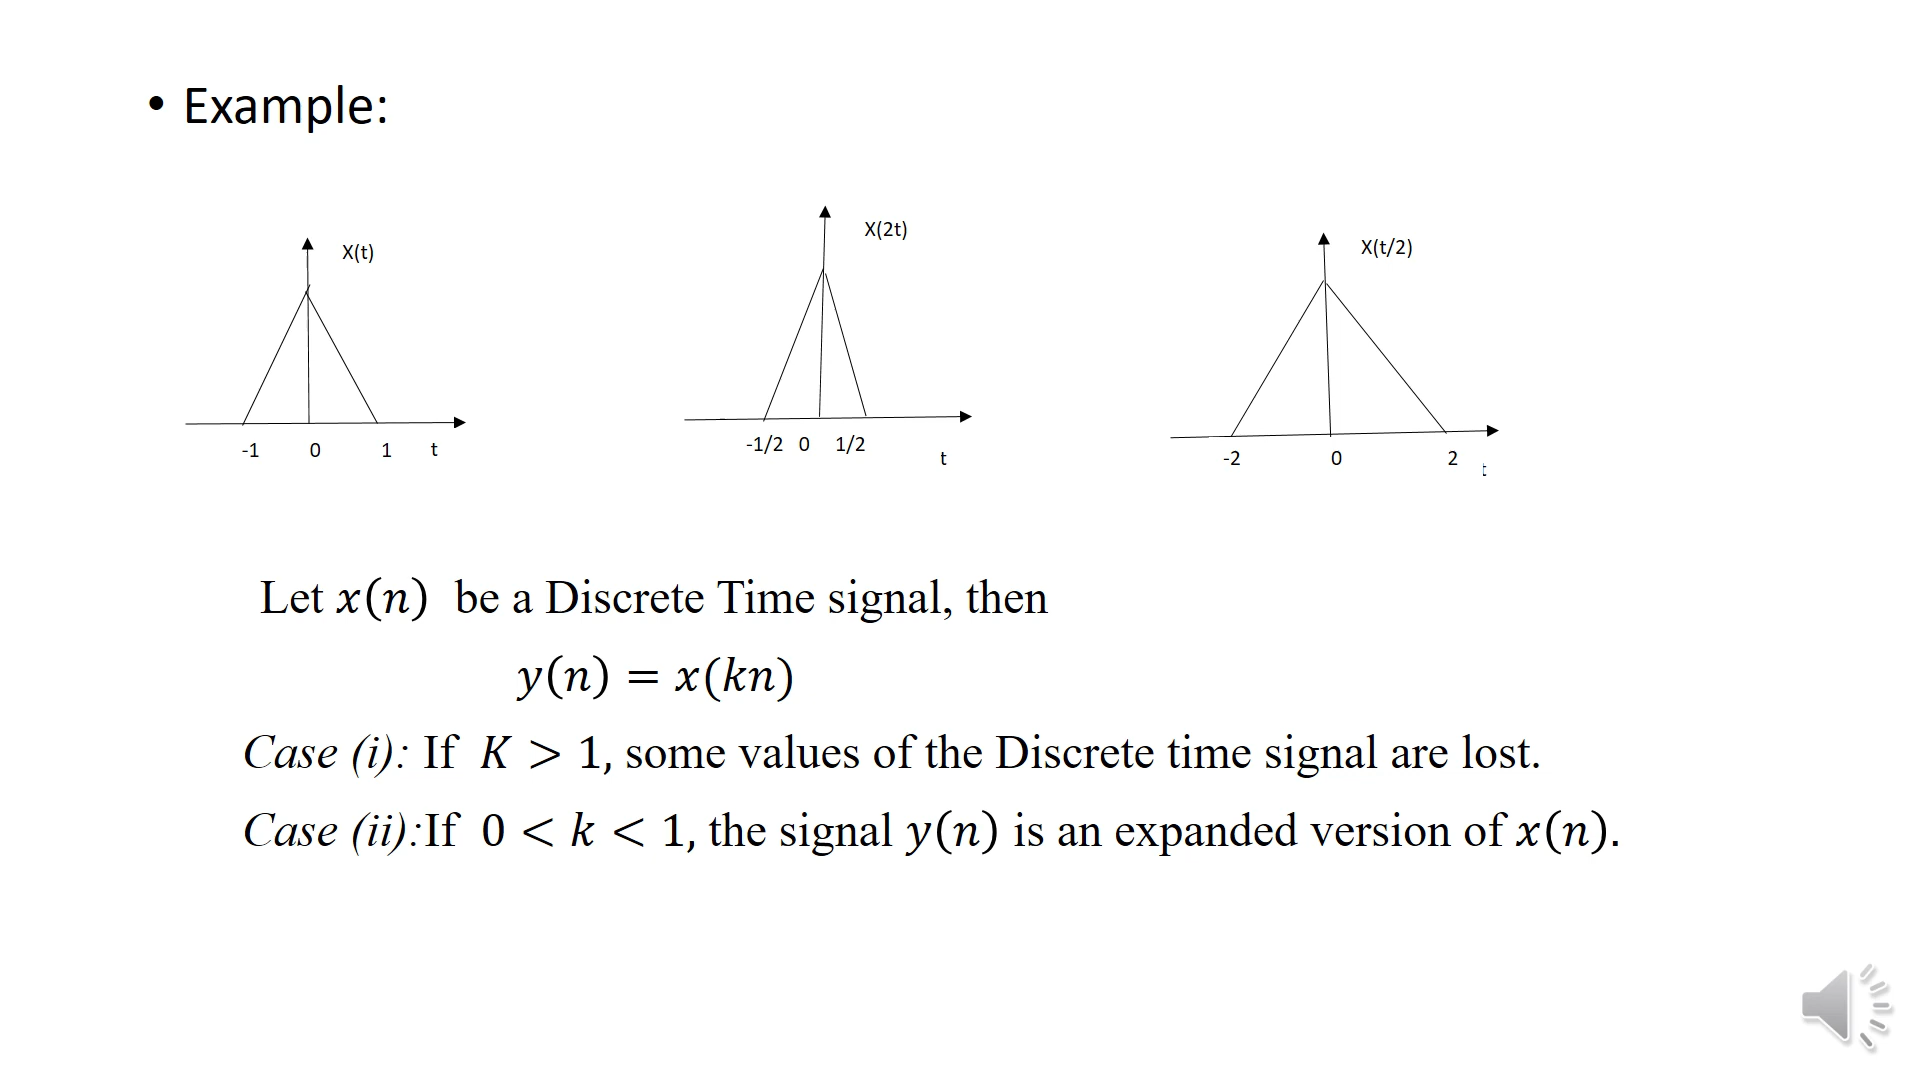 • Example:
X(t)
-1 0 1 t
X(2t)
-1/2 0 1/2
t
X(t/2)
-2 0 2 t
Let x(n) be a Discrete Time signal, then
y(n) = x(kn)
Case (i): If K > 1, some values of the Discrete time signal are lost.
Case (ii):If 0 < k < 1, the signal y(n) is an expanded version of x(n).